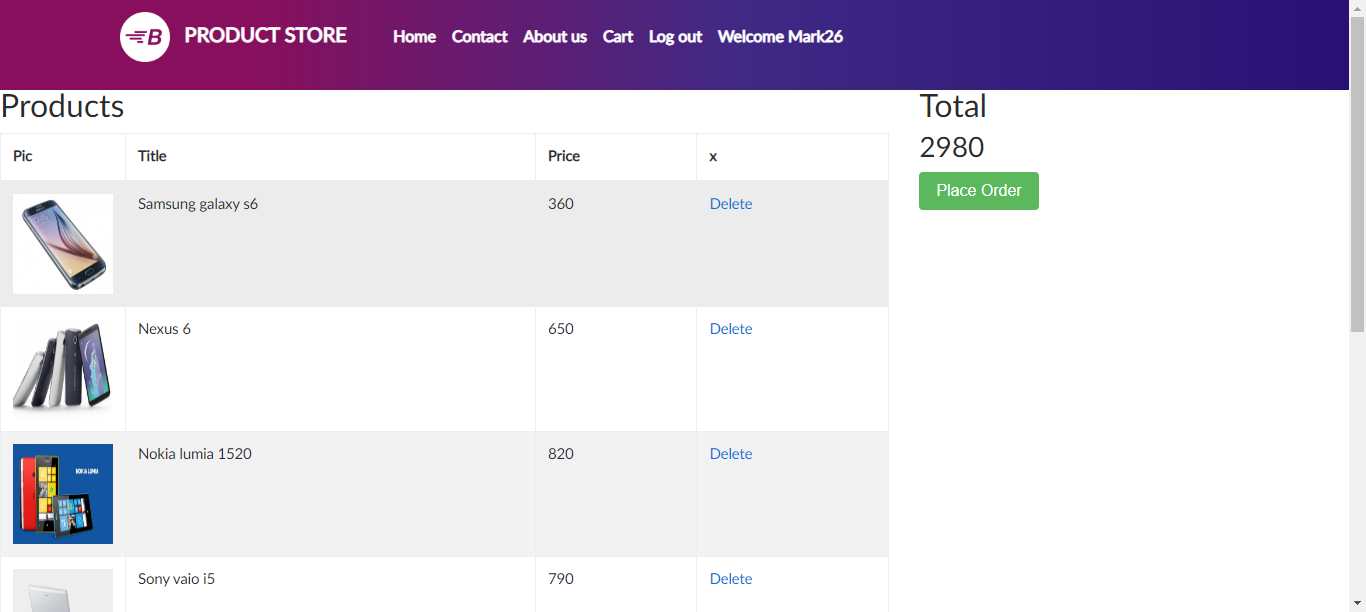 B PRODUCT STORE Home Contact About us Cart Log out Welcome Mark26
Products
Pic Title Price x
Samsung galaxy s6 360 Delete
Nexus 6 650 Delete
NOKIA LUMIA
Nokia lumia 1520 820 Delete
Sony vaio i5 790 Delete
Total
2980
Place Order